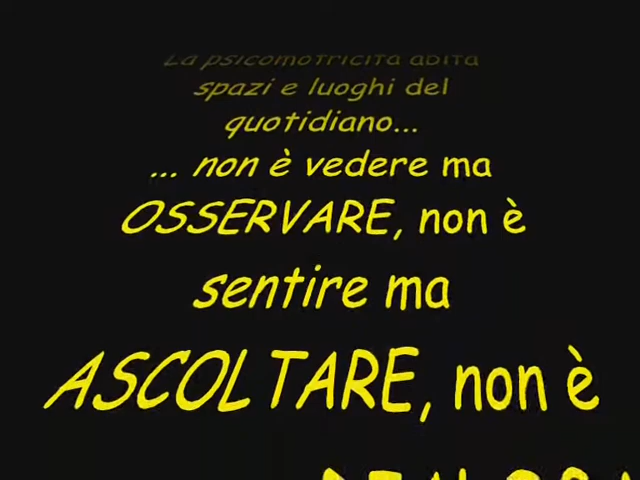 La psicomotricità abita
spazi e luoghi del
quotidiano...
... non è vedere ma
OSSERVARE, non è
sentire ma
ASCOLTARE, non è